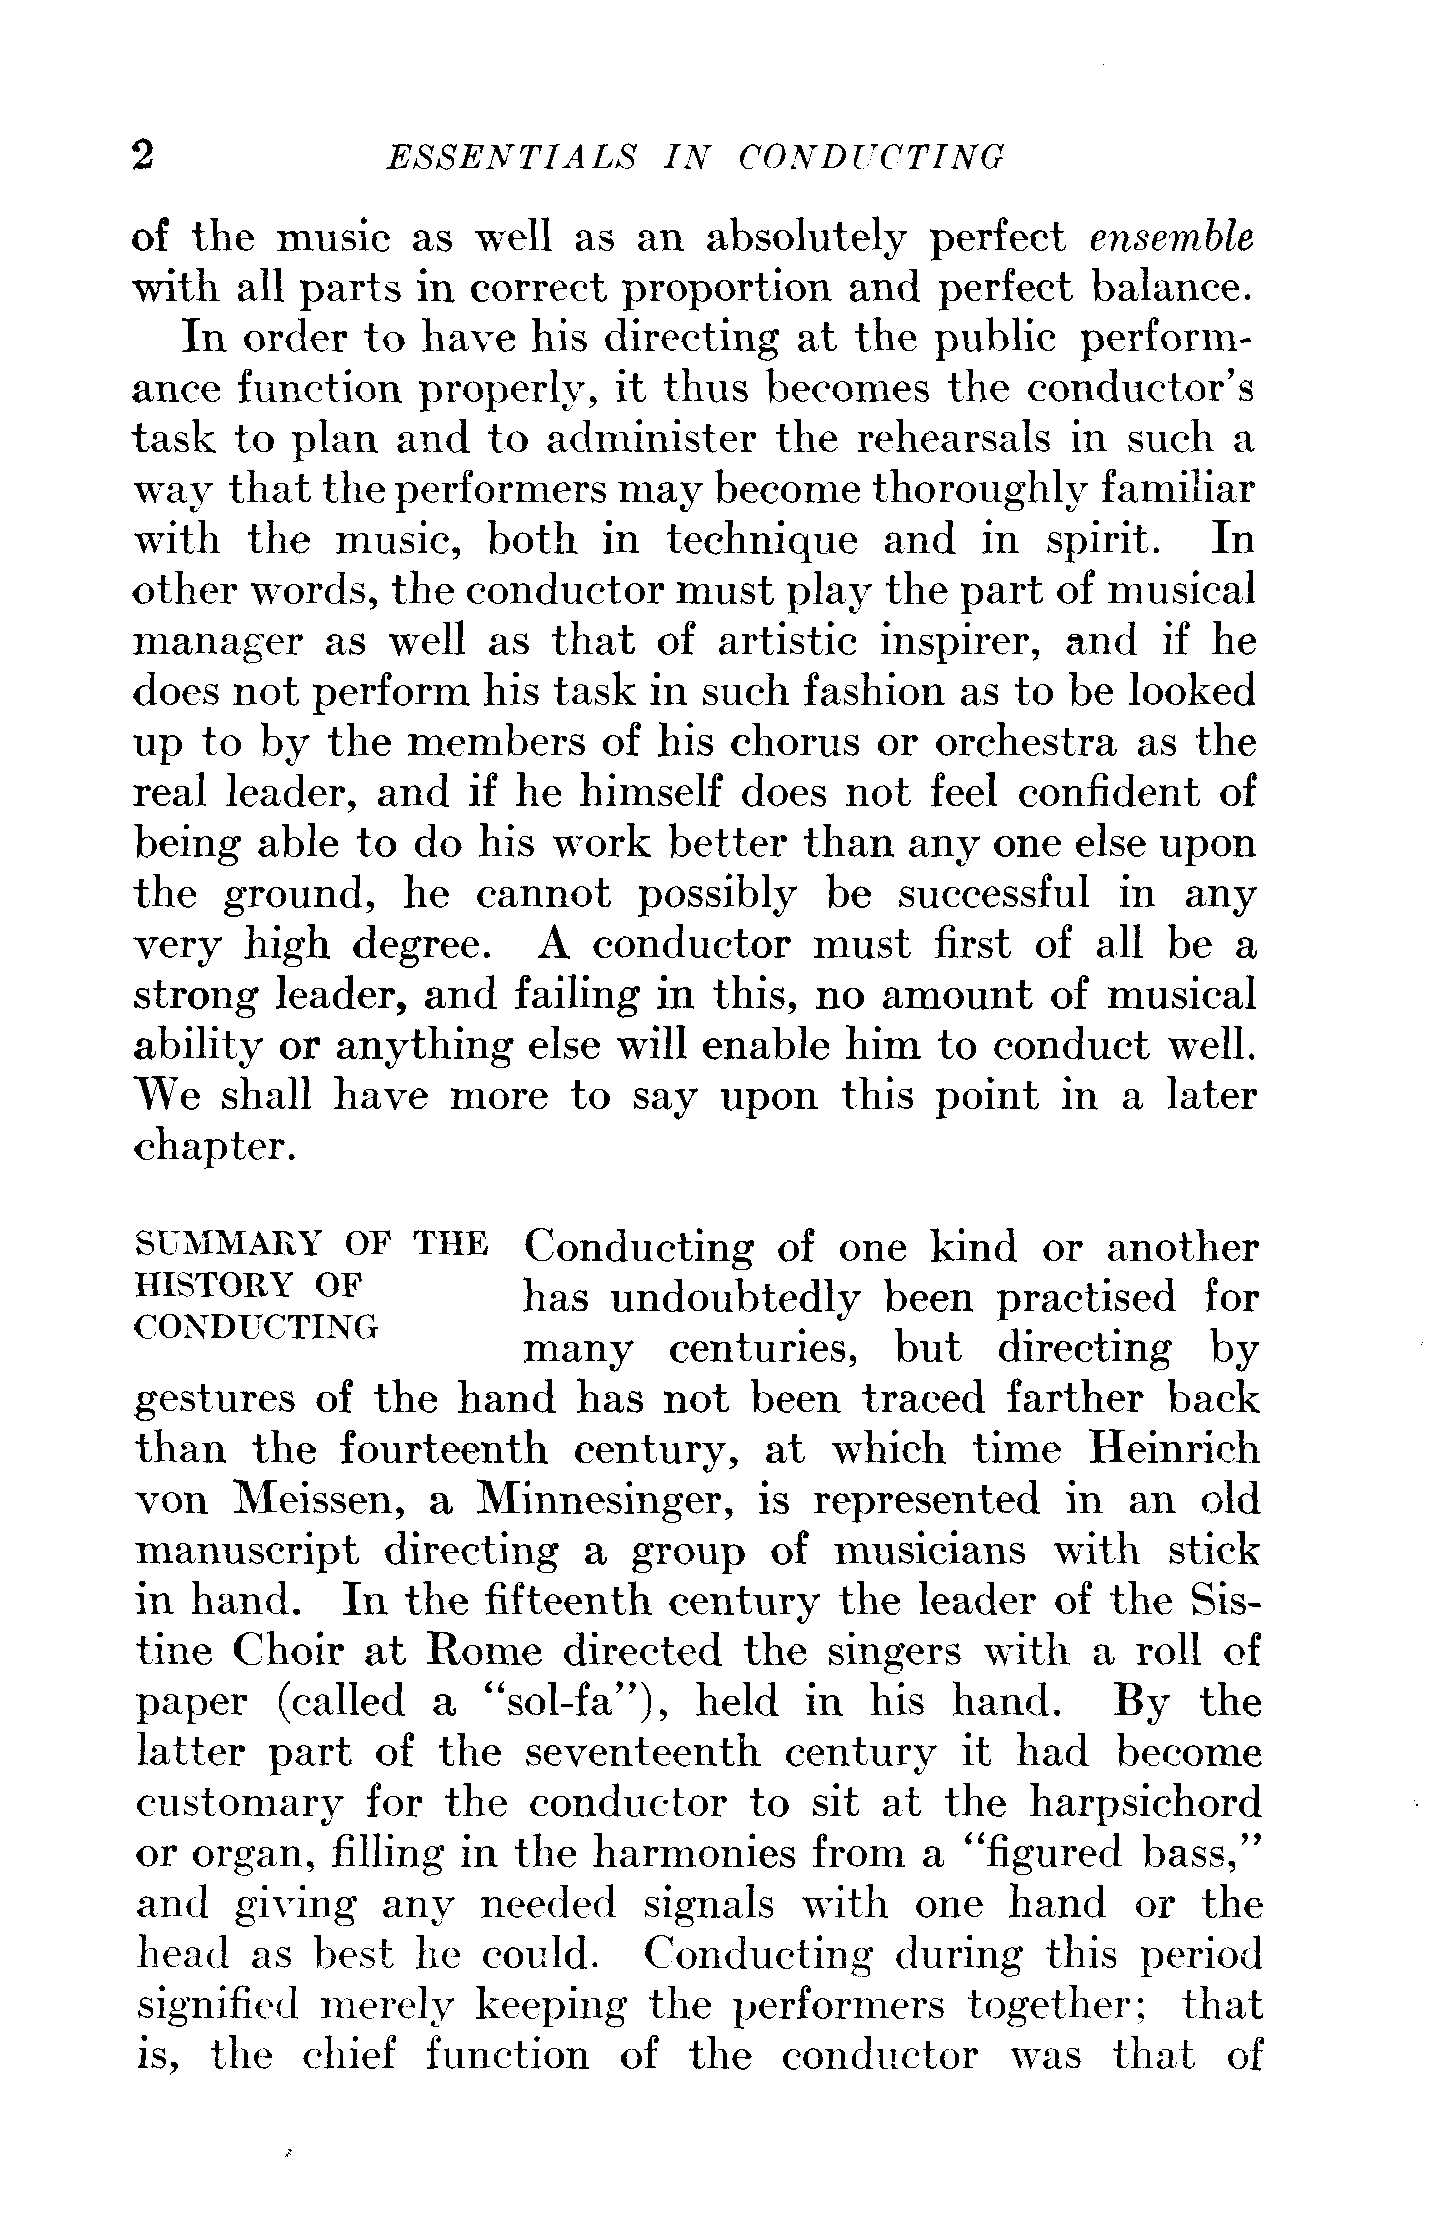 2 ESSENTIALS IN CONDUCTING
of the music as well as an absolutely perfect ensemble
with all parts in correct proportion and perfect balance.
In order to have his directing at the public perform-
ance function properly, it thus becomes the conductor's
task to plan and to administer the rehearsals in such a
way that the performers may become thoroughly familiar
with the music, both in technique and in spirit. In
other words, the conductor must play the part of musical
manager as well as that of artistic inspirer, and if he
does not perform his task in such fashion as to be looked
up to by the members of his chorus or orchestra as the
real leader, and if he himself does not feel confident of
being able to do his work better than any one else upon
the ground, he cannot possibly be successful in any
very high degree. A conductor must first of all be a
strong leader, and failing in this, no amount of musical
ability or anything else will enable him to conduct well.
We shall have more to say upon this point in a later
chapter.
SUMMARY OF THE
HISTORY OF
CONDUCTING
Conducting of one kind or another
has undoubtedly been practised for
many centuries, but directing by
gestures of the hand has not been traced farther back
than the fourteenth century, at which time Heinrich
von Meissen, a Minnesinger, is represented in an old
manuscript directing a group of musicians with stick
in hand. In the fifteenth century the leader of the Sis-
tine Choir at Rome directed the singers with a roll of
paper (called a "sol-fa"), held in his hand. By the
latter part of the seventeenth century it had become
customary for the conductor to sit at the harpsichord
or organ, filling in the harmonies from a "figured bass,"
and giving any needed signals with one hand or the
head as best he could. Conducting during this period
signified merely keeping the performers together; that
is, the chief function of the conductor was that of